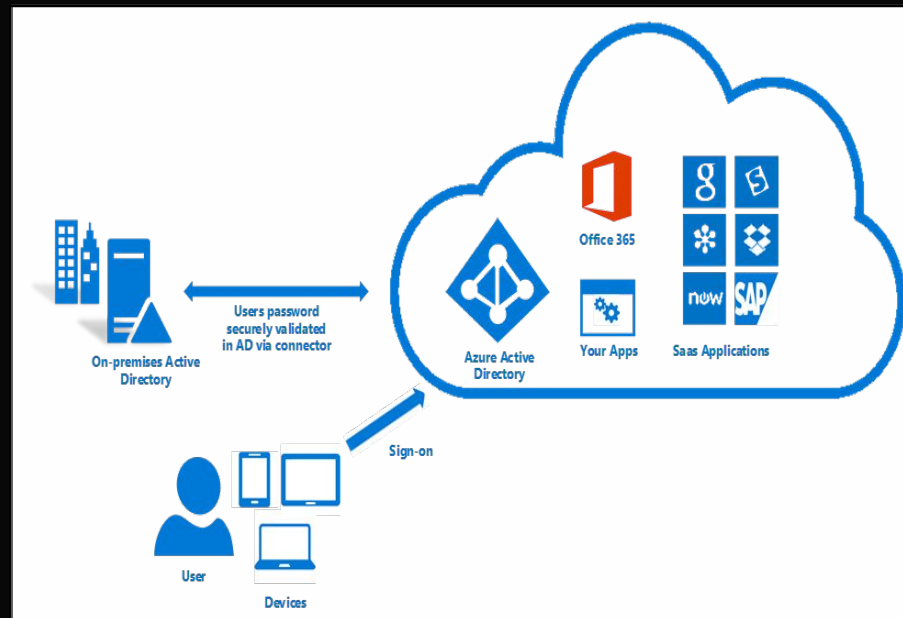 Office 365
g
now
SAP
Users password
securely validated
in AD via connector
On-premises Active
Directory
Azure Active
Directory
Your Apps
Saas Applications
Sign-on
User
Devices